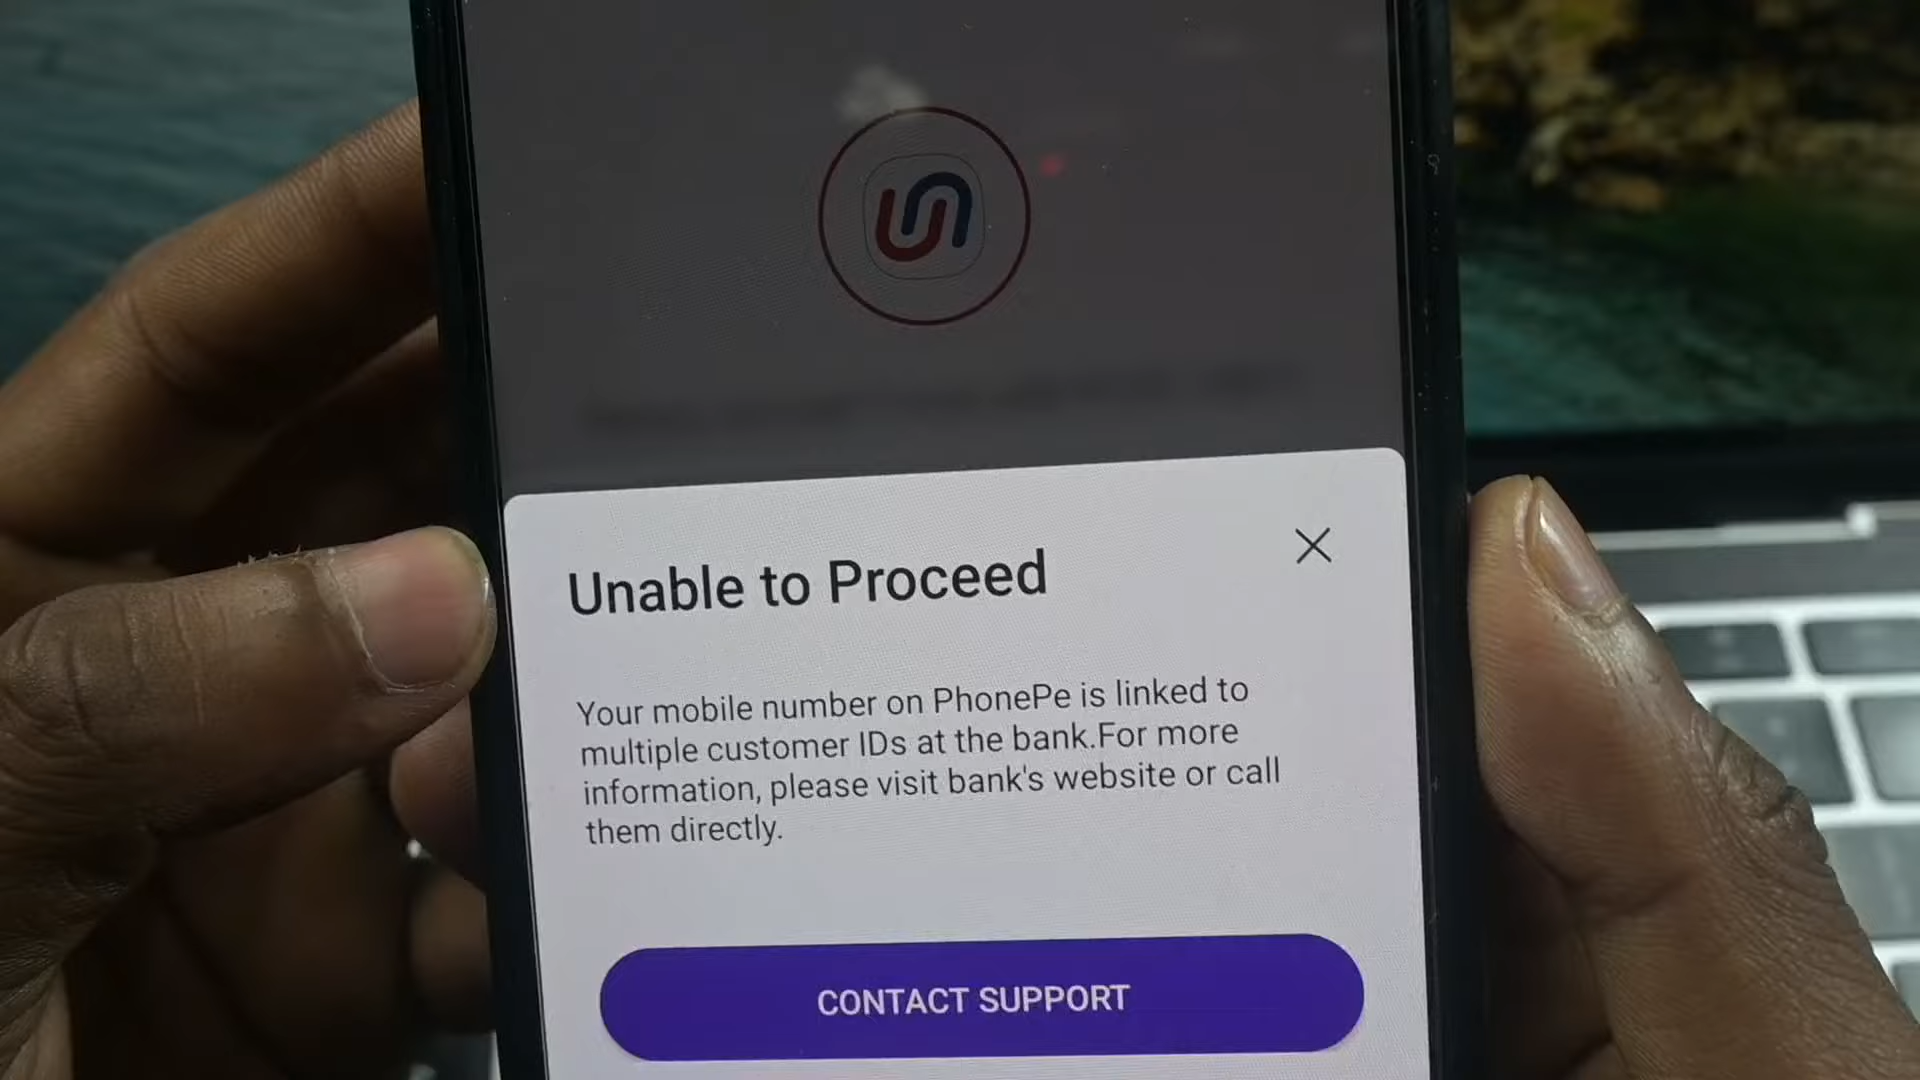 Unable to Proceed
Your mobile number on PhonePe is linked to
multiple customer IDs at the bank.For more
information, please visit bank's website or call
them directly.
CONTACT SUPPORT